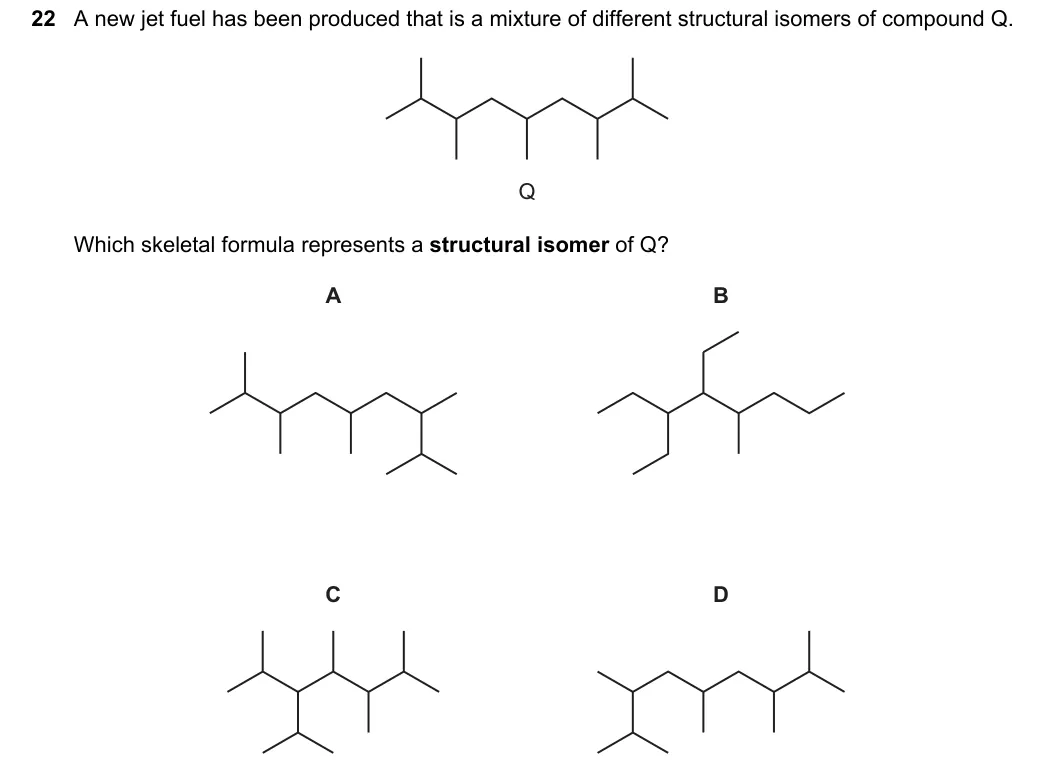 22 A new jet fuel has been produced that is a mixture of different structural isomers of compound Q.
Q
Which skeletal formula represents a structural isomer of Q?
A
B
C
D